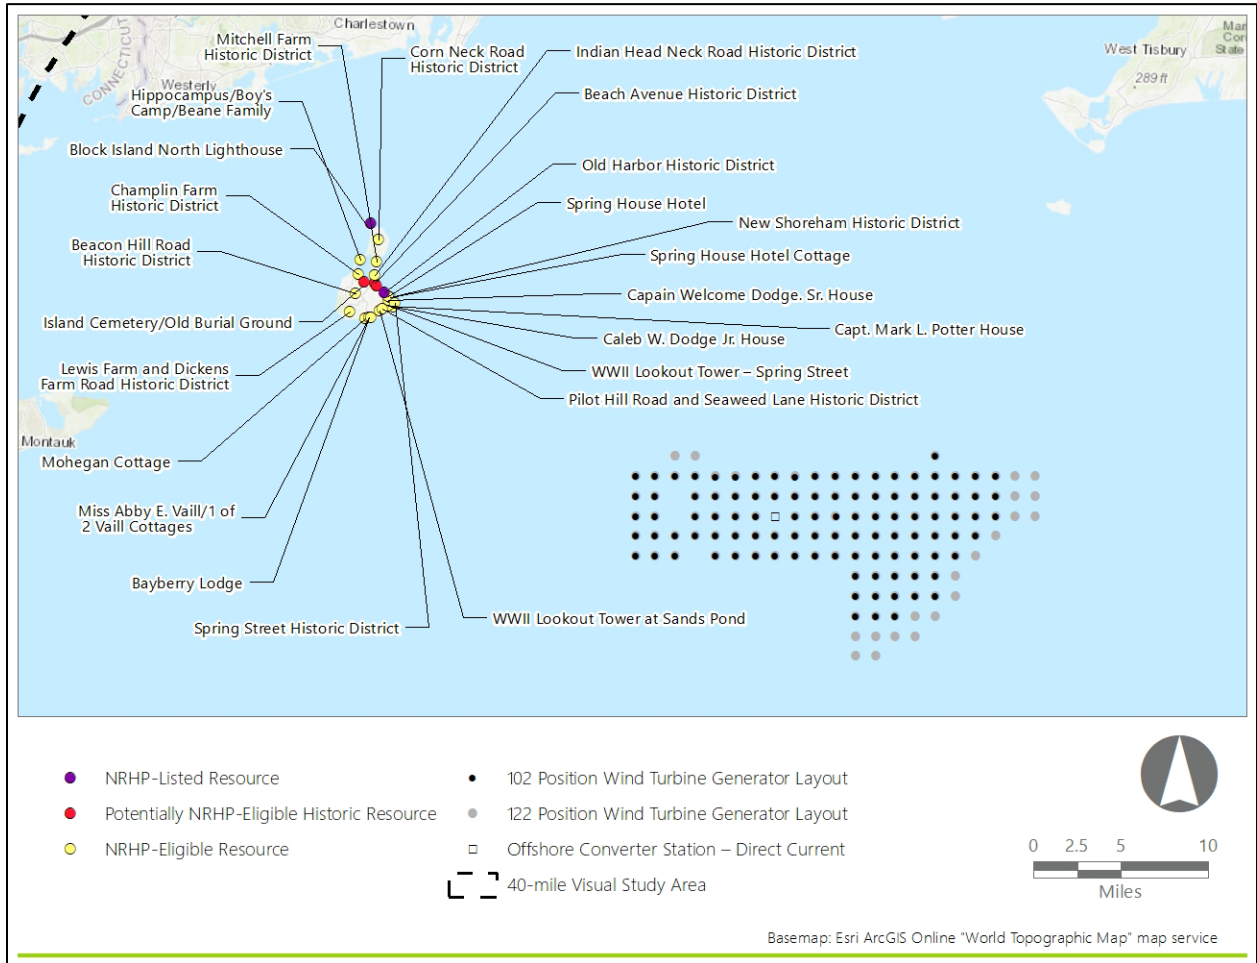 Charlestown
Mitchell Farm
Historic District
Corn Neck Road
Historic District
Indian Head Neck Road Historic District
West Tisbury
289 ft
CONNECTICUT
Westerly
Hippocampus/Boy's
Camp/Beane Family
Beach Avenue Historic District
Block Island North Lighthouse
Old Harbor Historic District
Champlin Farm
Historic District
Spring House Hotel
New Shoreham Historic District
Beacon Hill Road
Historic District
Spring House Hotel Cottage
Capain Welcome Dodge. Sr. House
Island Cemetery/Old Burial Ground
Capt. Mark L. Potter House
Caleb W. Dodge Jr. House
Lewis Farm and Dickens
Farm Road Historic District
WWII Lookout Tower – Spring Street
Pilot Hill Road and Seaweed Lane Historic District
Montauk
Mohegan Cottage
Miss Abby E. Vaill/1 of
2 Vaill Cottages
Bayberry Lodge
WWII Lookout Tower at Sands Pond
Spring Street Historic District
NRHP-Listed Resource
Potentially NRHP-Eligible Historic Resource
NRHP-Eligible Resource
102 Position Wind Turbine Generator Layout
122 Position Wind Turbine Generator Layout
Offshore Converter Station – Direct Current
40-mile Visual Study Area
0 2.5 5 10
Miles
Basemap: Esri ArcGIS Online "World Topographic Map" map service